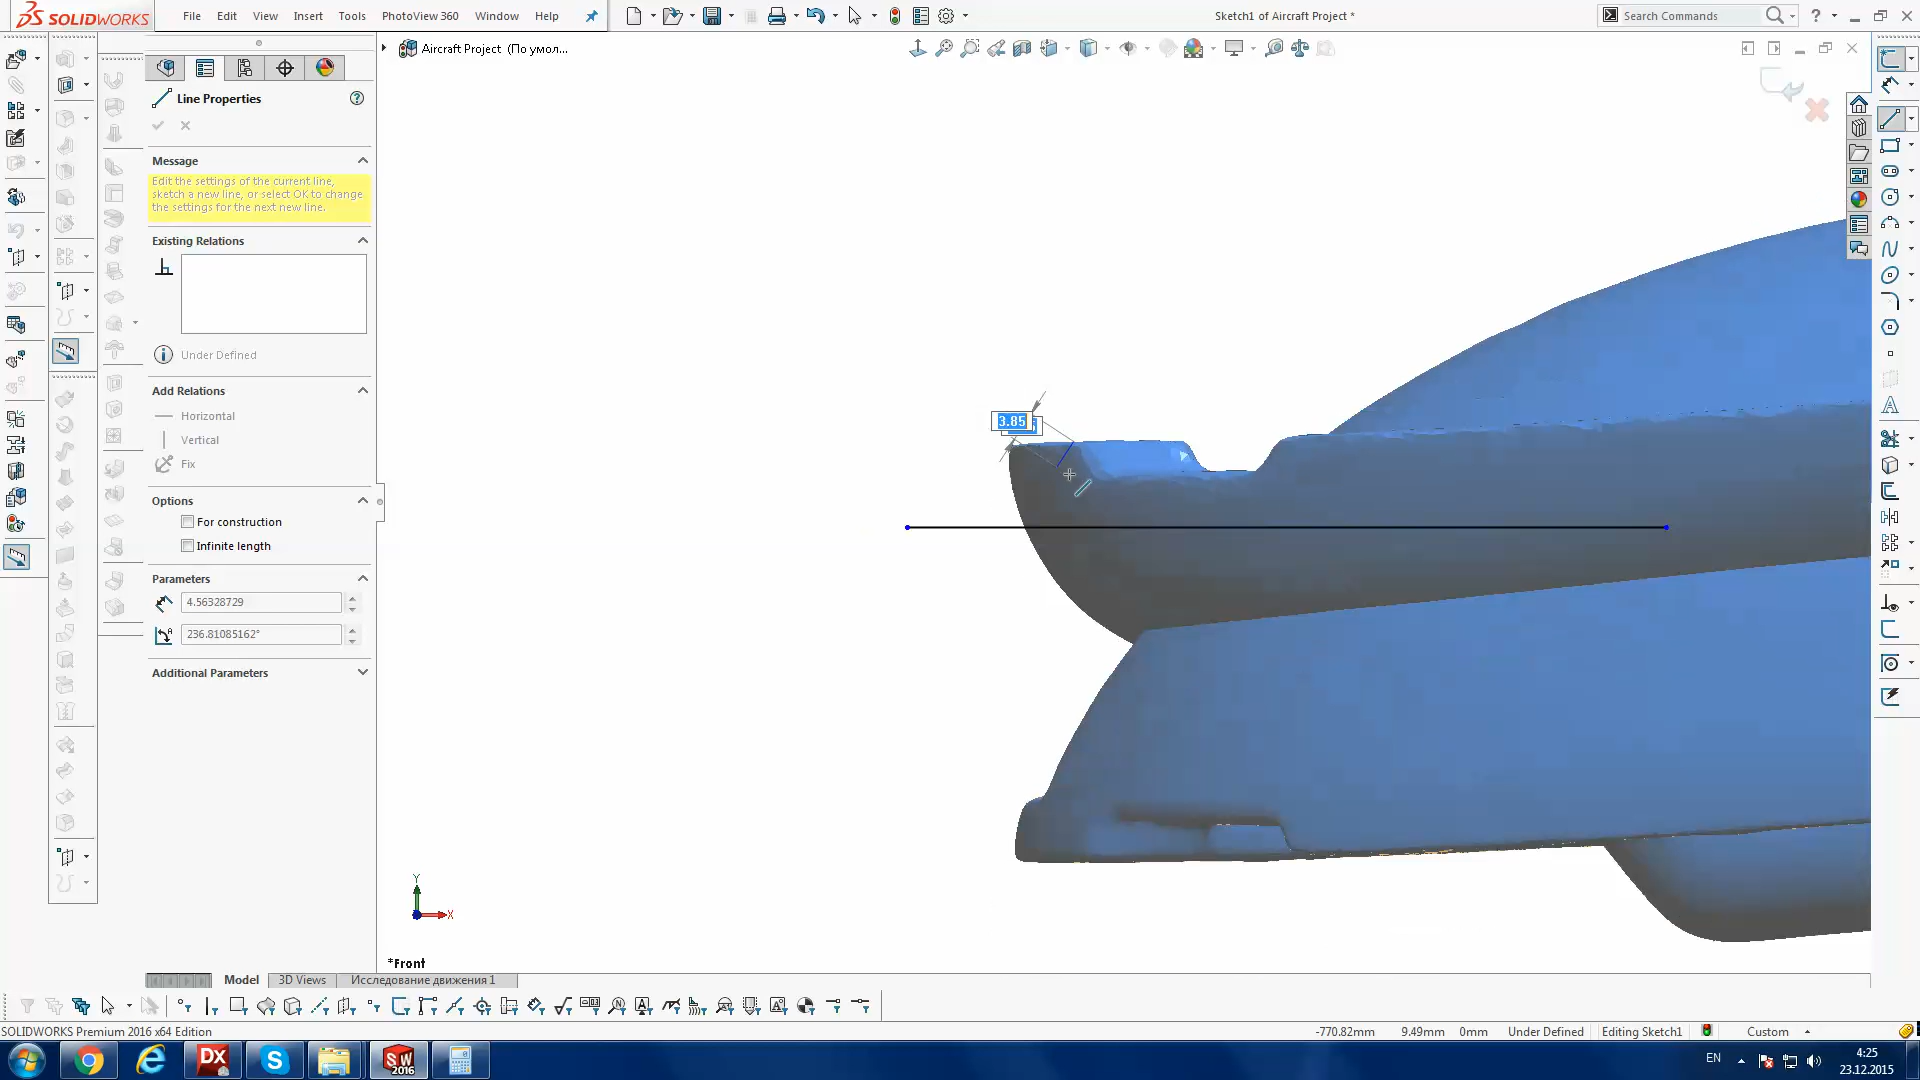 SOLIDWORKS
File Edit View Insert Tools PhotoView 360 Window Help
Sketch1 of Aircraft Project *
Search Commands
Aircraft Project (По умол...
Line Properties
Message
Edit the settings of the current line,
sketch a new line, or select OK to change
the settings for the next new line.
Existing Relations
Under Defined
Add Relations
Horizontal
Vertical
Fix
Options
For construction
Infinite length
Parameters
4.56328729
236.81085162°
Additional Parameters
3.85
Y
X
*Front
Model 3D Views Исследование движения 1
SOLIDWORKS Premium 2016 x64 Edition
-770.82mm 9.49mm 0mm Under Defined Editing Sketch1 Custom
DX
SW
2016
EN
4:25
23.12.2015